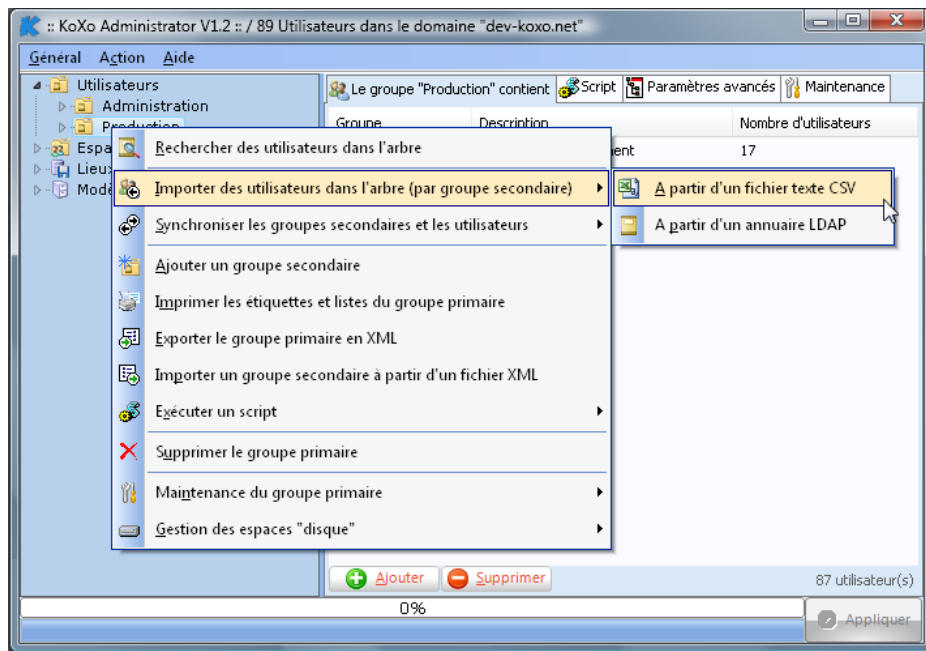 :: KoXo Administrator V1.2 :: / 89 Utilisateurs dans le domaine "dev-koxo.net"
Général Action Aide
Utilisateurs
Administration
Production
Le groupe "Production" contient
Script
Paramètres avancés
Maintenance
Groupe
Description
Nombre d'utilisateurs
17
Rechercher des utilisateurs dans l'arbre
Importer des utilisateurs dans l'arbre (par groupe secondaire)
A partir d'un fichier texte CSV
Synchroniser les groupes secondaires et les utilisateurs
A partir d'un annuaire LDAP
Ajouter un groupe secondaire
Imprimer les étiquettes et listes du groupe primaire
Exporter le groupe primaire en XML
Importer un groupe secondaire à partir d'un fichier XML
Exécuter un script
Supprimer le groupe primaire
Maintenance du groupe primaire
Gestion des espaces "disque"
Ajouter
Supprimer
87 utilisateur(s)
0%
Appliquer